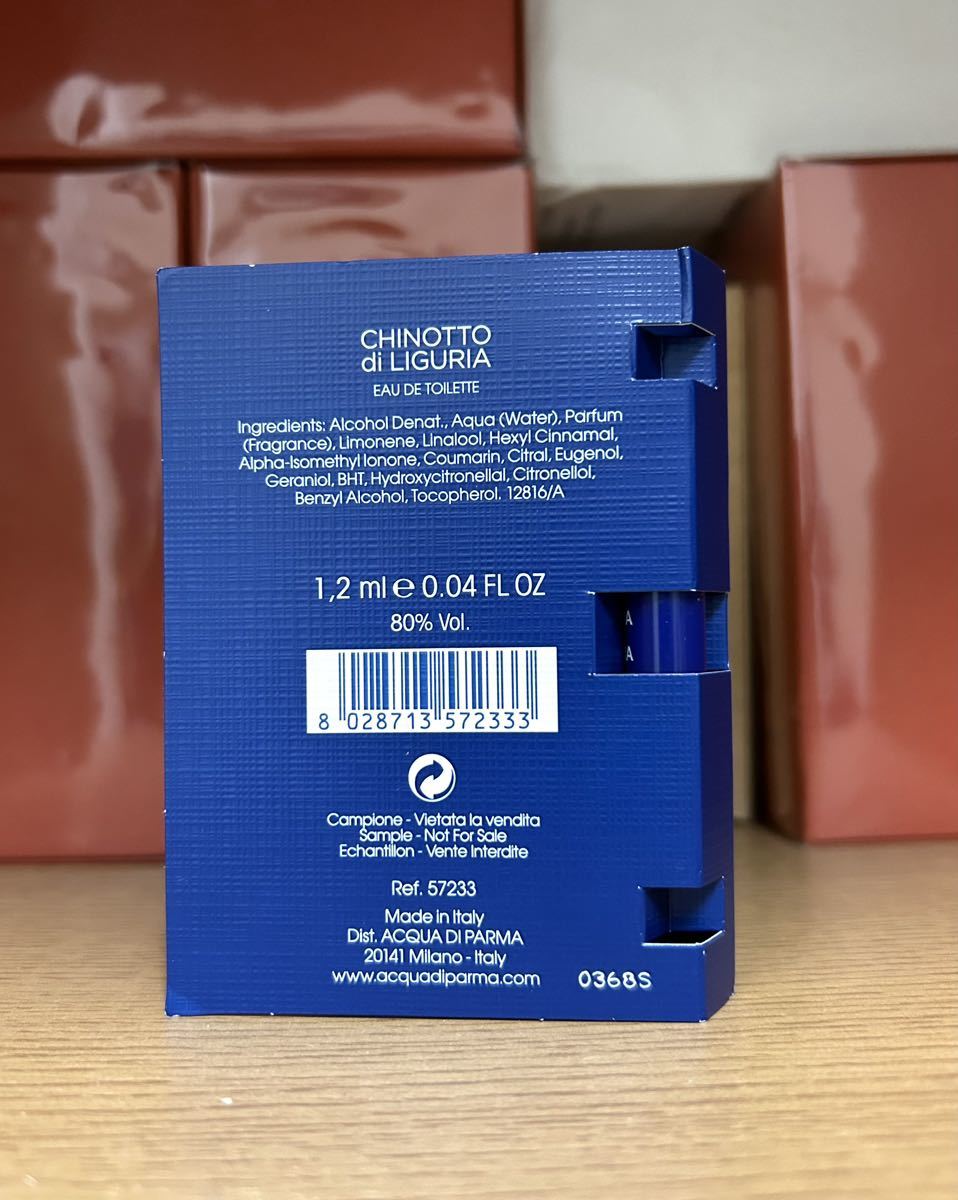 CHINOTTO
di LIGURIA
EAU DE TOILETTE
Ingredients: Alcohol Denat., Aqua (Water), Parfum
(Fragrance), Limonene, Linalool, Hexyl Cinnamal,
Alpha-Isomethyl Ionone, Coumarin, Citral, Eugenol,
Geraniol, BHT, Hydroxycitronellal, Citronellol,
Benzyl Alcohol, Tocopherol. 12816/A
1,2 ml ℮ 0.04 FL OZ
80% Vol.
A
A
8 028713 572333
Campione - Vietata la vendita
Sample - Not For Sale
Echantillon - Vente Interdite
Ref. 57233
Made in Italy
Dist. ACQUA DI PARMA
20141 Milano - Italy
www.acquadiparma.com
0368S